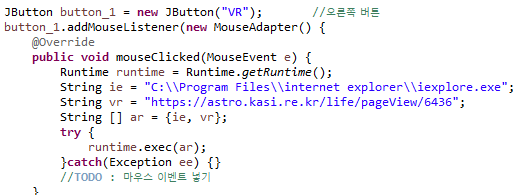 JButton button_1 = new JButton("VR");        //오른쪽 버튼
button_1.addMouseListener(new MouseAdapter() {
    @Override
    public void mouseClicked(MouseEvent e) {
        Runtime runtime = Runtime.getRuntime();
        String ie = "C:\\Program Files\\internet explorer\\iexplore.exe";
        String vr = "https://astro.kasi.re.kr/life/pageView/6436";
        String [] ar = {ie, vr};
        try {
            runtime.exec(ar);
        }catch(Exception ee) {}
        //TODO : 마우스 이벤트 넣기
    }